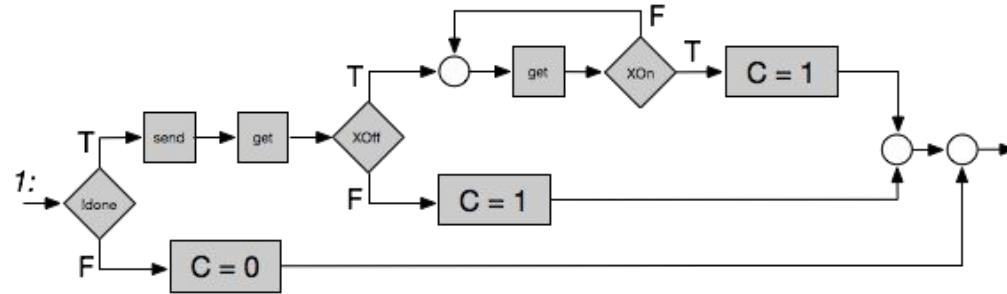 F
T
get
XOn
T
C = 1
T
send
get
XOff
1:
!done
F
C = 1
F
C = 0